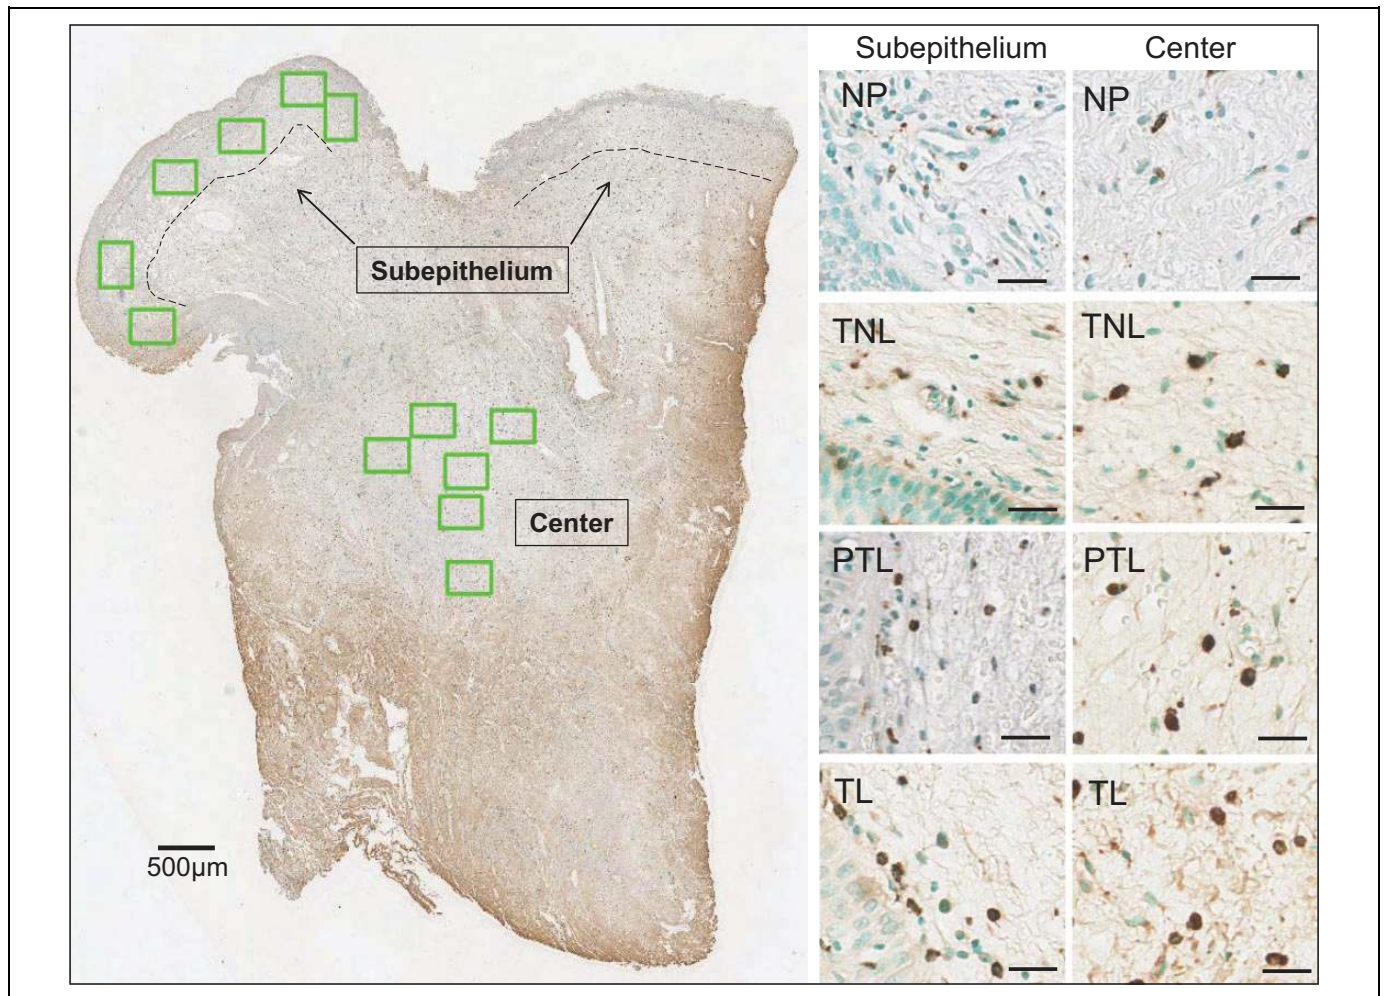 Subepithelium
Center
500µm
Subepithelium Center
NP NP
TNL TNL
PTL PTL
TL TL